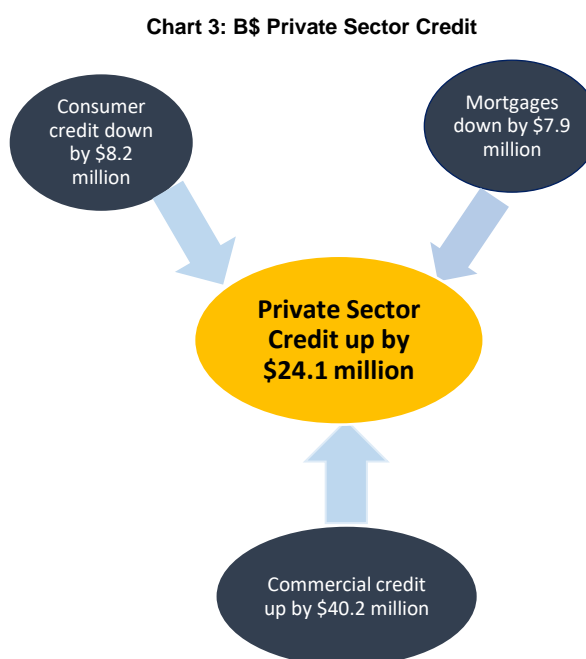 Chart 3: B$ Private Sector Credit
Consumer
credit down
by $8.2
million
Mortgages
down by $7.9
million
Private Sector
Credit up by
$24.1 million
Commercial credit
up by $40.2 million